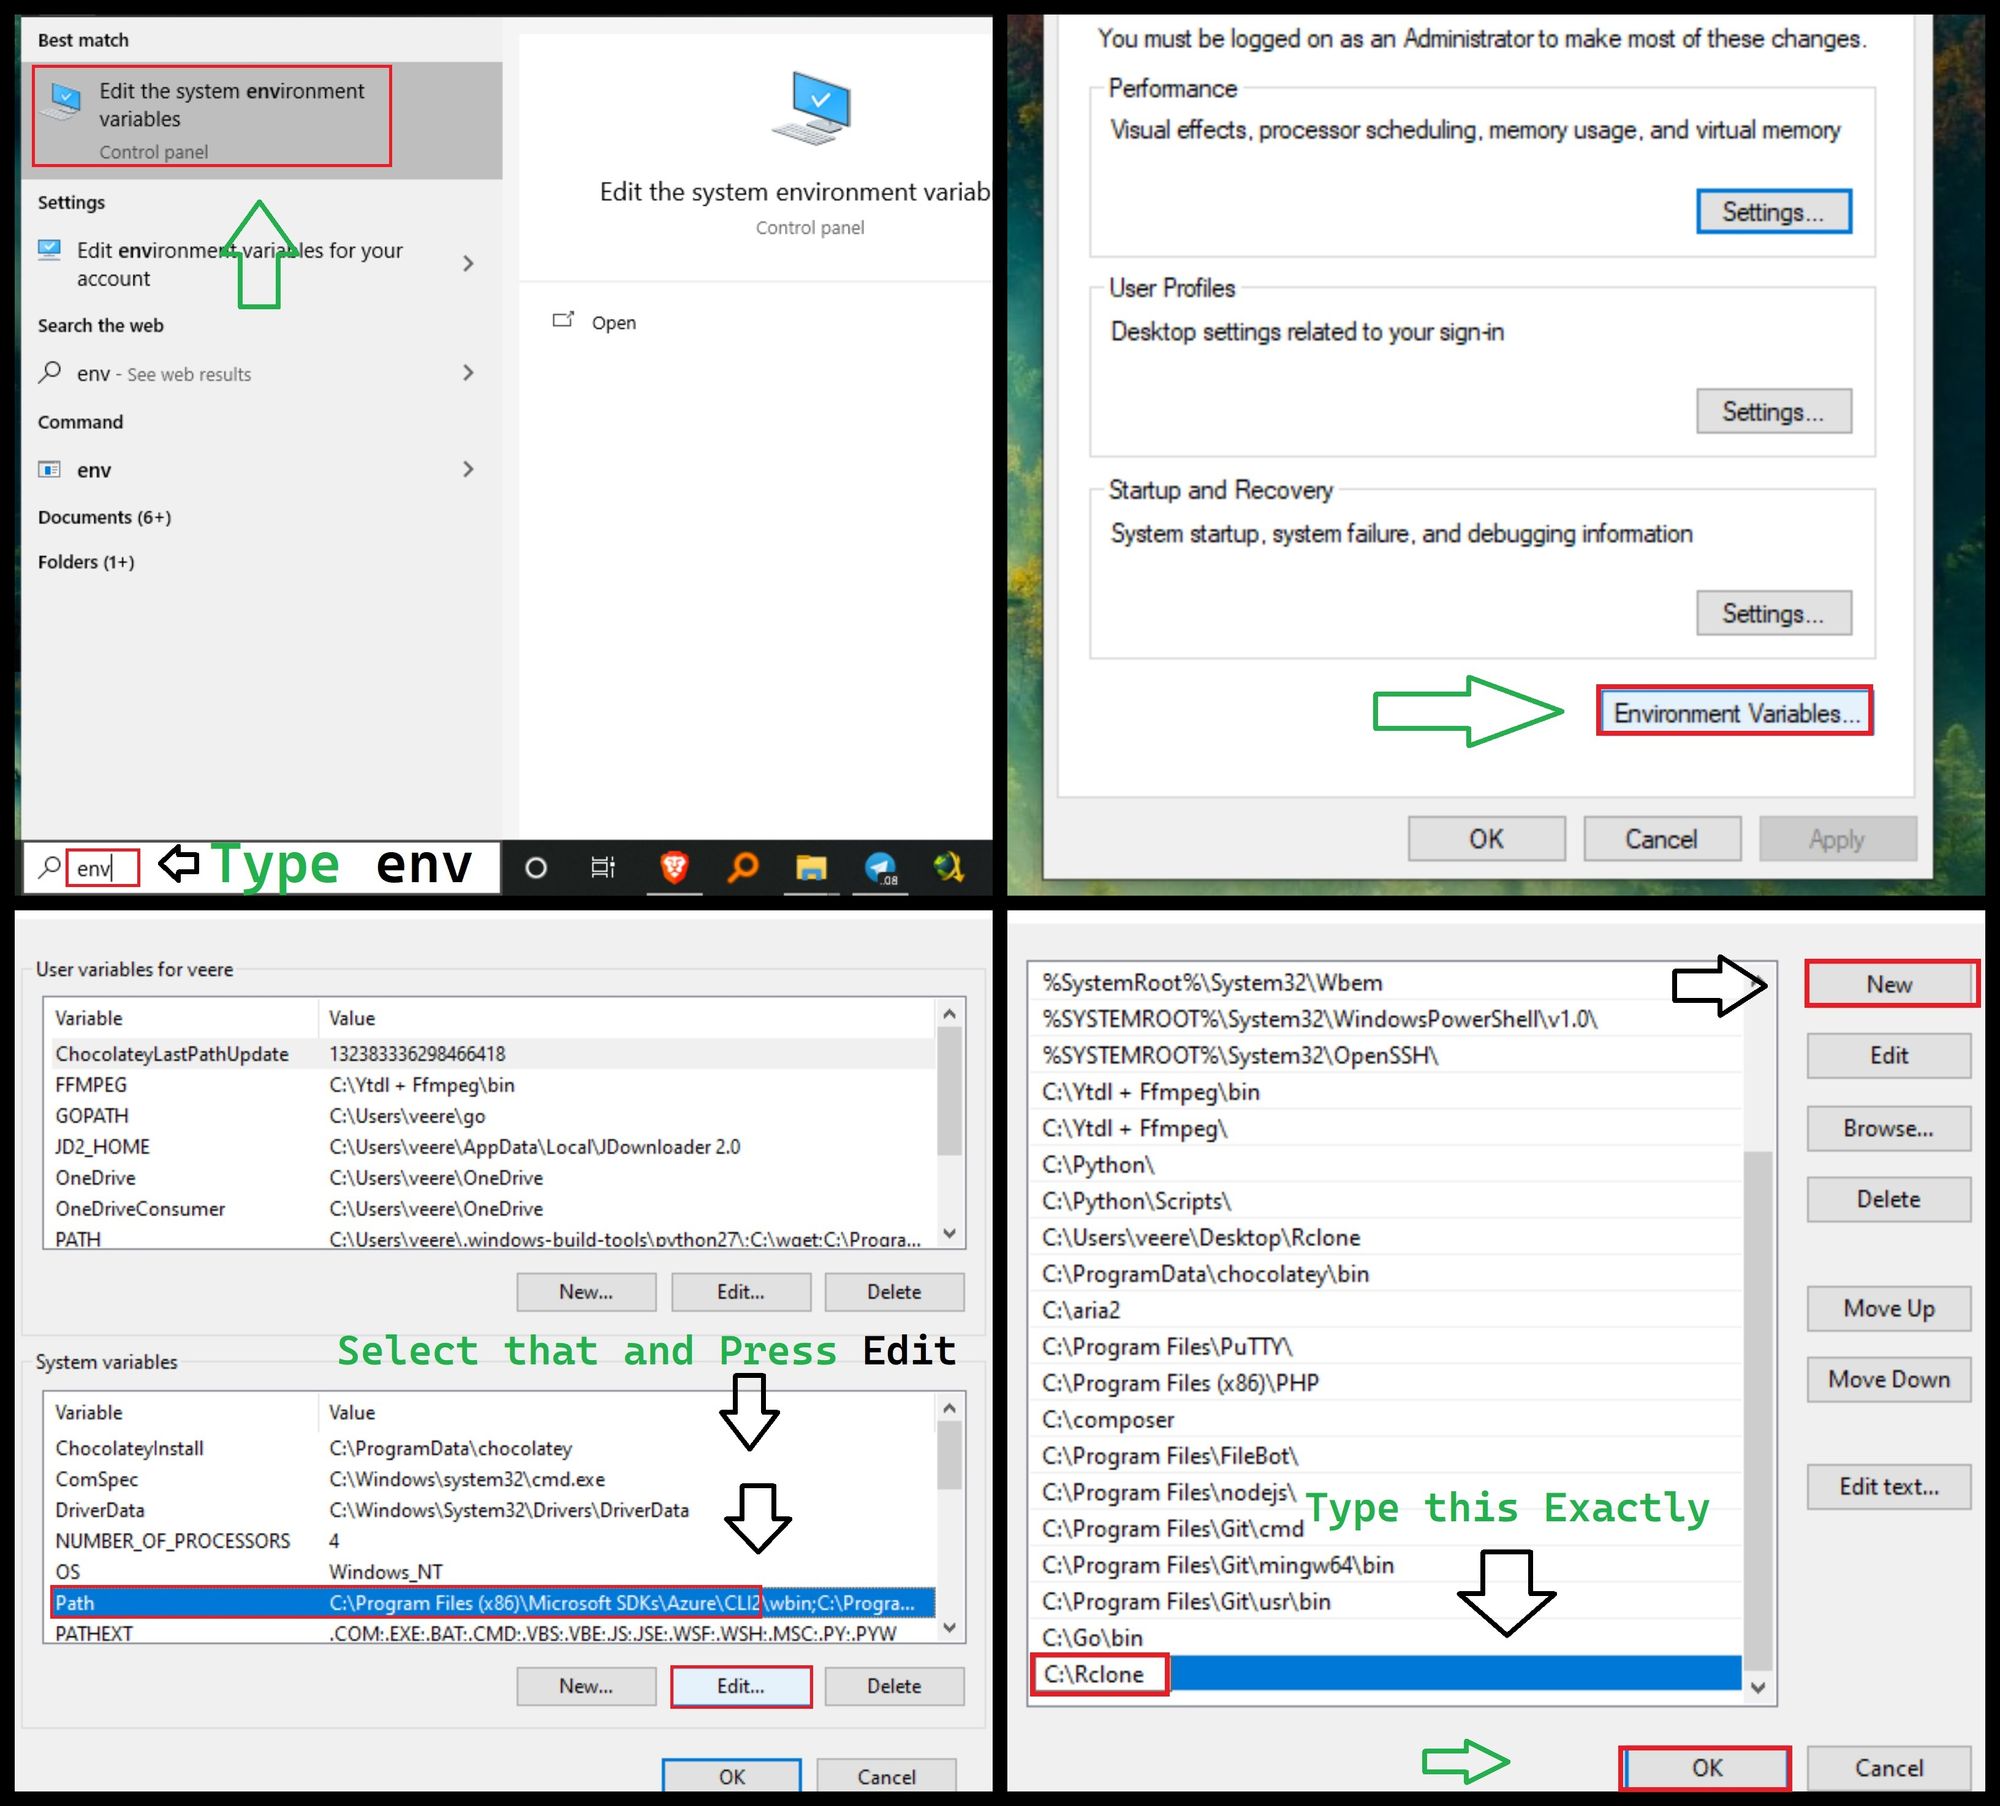 Best match
Edit the system environment
variables
Control panel
Settings
Edit environment variables for your
account
Search the web
env - See web results
Command
env
Documents (6+)
Folders (1+)
Edit the system environment variab
Control panel
Open
env
Type env
.08
You must be logged on as an Administrator to make most of these changes.
Performance
Visual effects, processor scheduling, memory usage, and virtual memory
Settings...
User Profiles
Desktop settings related to your sign-in
Settings...
Startup and Recovery
System startup, system failure, and debugging information
Settings...
Environment Variables...
OK Cancel Apply
User variables for veere
Variable Value
ChocolateyLastPathUpdate 132383336298466418
FFMPEG C:\Ytdl + Ffmpeg\bin
GOPATH C:\Users\veere\go
JD2_HOME C:\Users\veere\AppData\Local\JDownloader 2.0
OneDrive C:\Users\veere\OneDrive
OneDriveConsumer C:\Users\veere\OneDrive
PATH C:\Users\veere\.windows-build-tools\python27\;C:\wget;C:\Progra...
New... Edit... Delete
Select that and Press Edit
System variables
Variable Value
ChocolateyInstall C:\ProgramData\chocolatey
ComSpec C:\Windows\system32\cmd.exe
DriverData C:\Windows\System32\Drivers\DriverData
NUMBER_OF_PROCESSORS 4
OS Windows_NT
Path C:\Program Files (x86)\Microsoft SDKs\Azure\CLI2\wbin;C:\Progra...
PATHEXT .COM;.EXE;.BAT;.CMD;.VBS;.VBE;.JS;.JSE;.WSF;.WSH;.MSC;.PY;.PYW
New... Edit... Delete
OK Cancel
%SystemRoot%\System32\Wbem
%SYSTEMROOT%\System32\WindowsPowerShell\v1.0\
%SYSTEMROOT%\System32\OpenSSH\
C:\Ytdl + Ffmpeg\bin
C:\Ytdl + Ffmpeg\
C:\Python\
C:\Python\Scripts\
C:\Users\veere\Desktop\Rclone
C:\ProgramData\chocolatey\bin
C:\aria2
C:\Program Files\PuTTY\
C:\Program Files (x86)\PHP
C:\composer
C:\Program Files\FileBot\
C:\Program Files\nodejs\
C:\Program Files\Git\cmd
C:\Program Files\Git\mingw64\bin
C:\Program Files\Git\usr\bin
C:\Go\bin
C:\Rclone
Type this Exactly
New
Edit
Browse...
Delete
Move Up
Move Down
Edit text...
OK Cancel